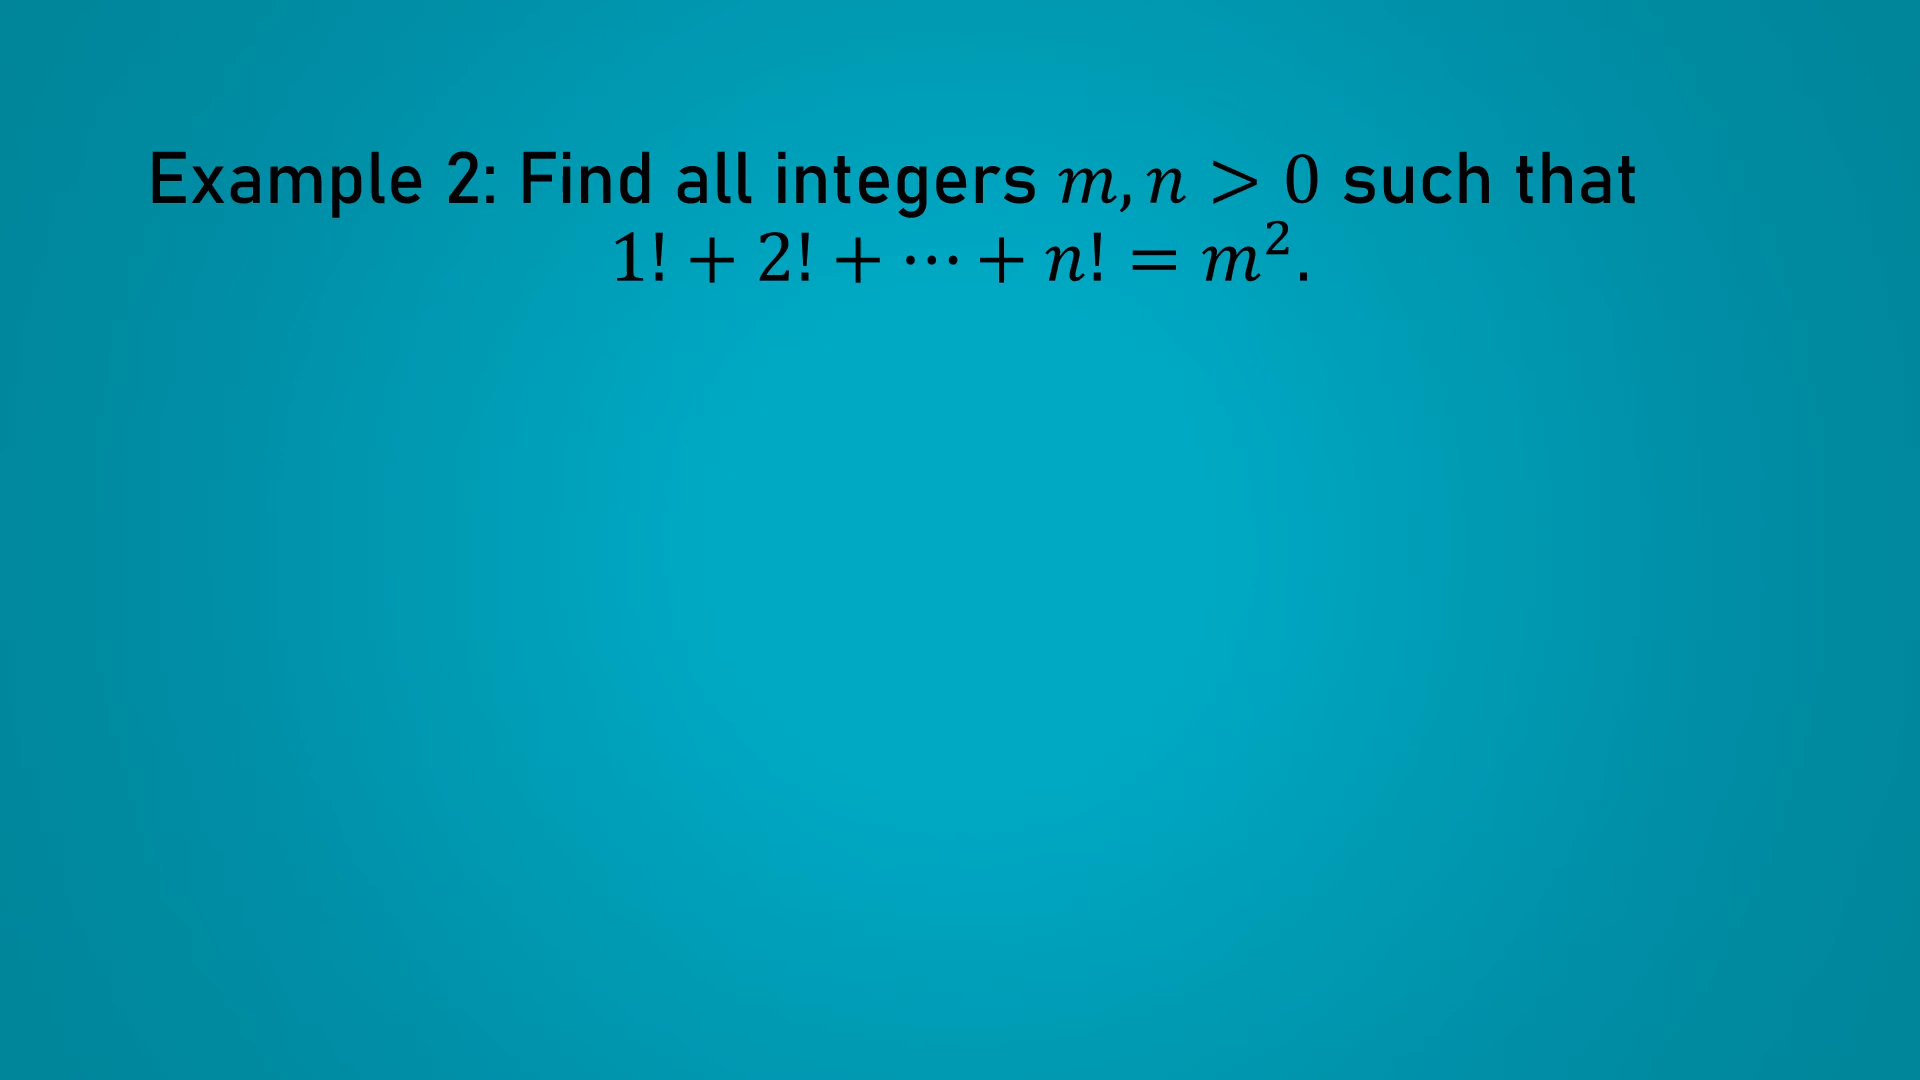 Example 2: Find all integers 𝑚, 𝑛 > 0 such that
1! + 2! + ⋯ + 𝑛! = 𝑚².